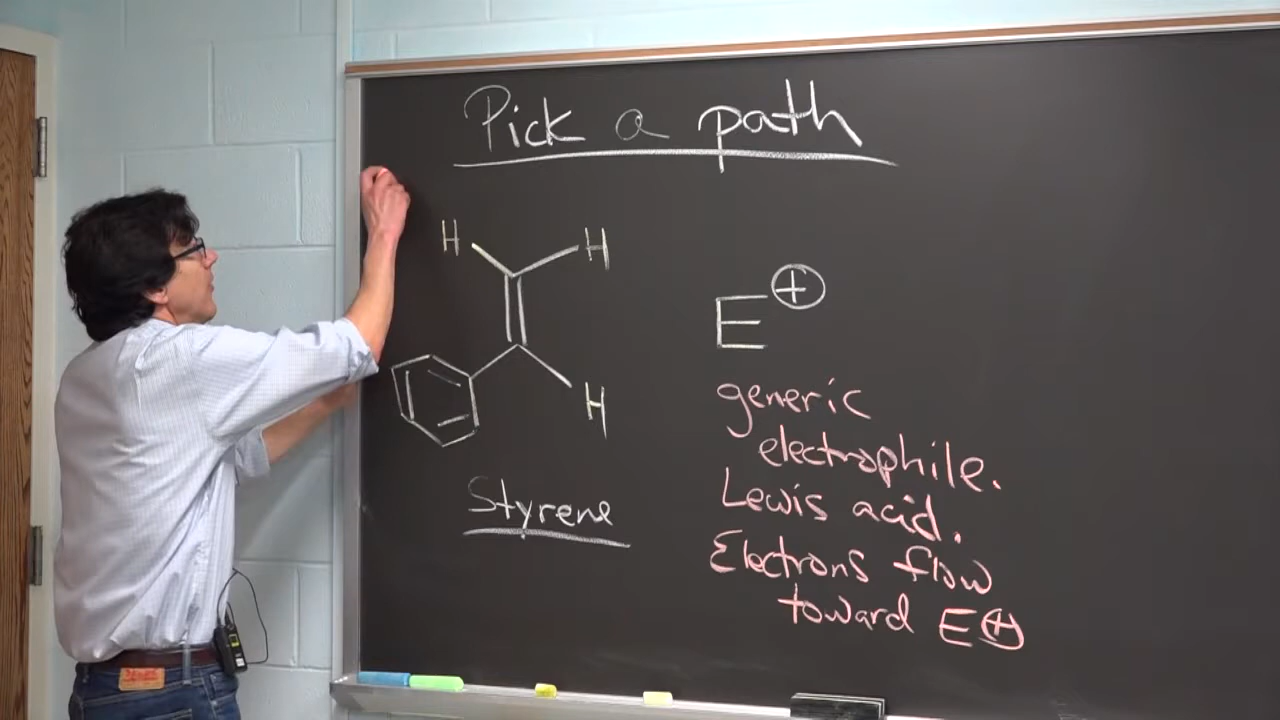 Pick a path
H
H
H
Styrene
E⊕
generic
electrophile.
Lewis acid.
Electrons flow
toward E⊕